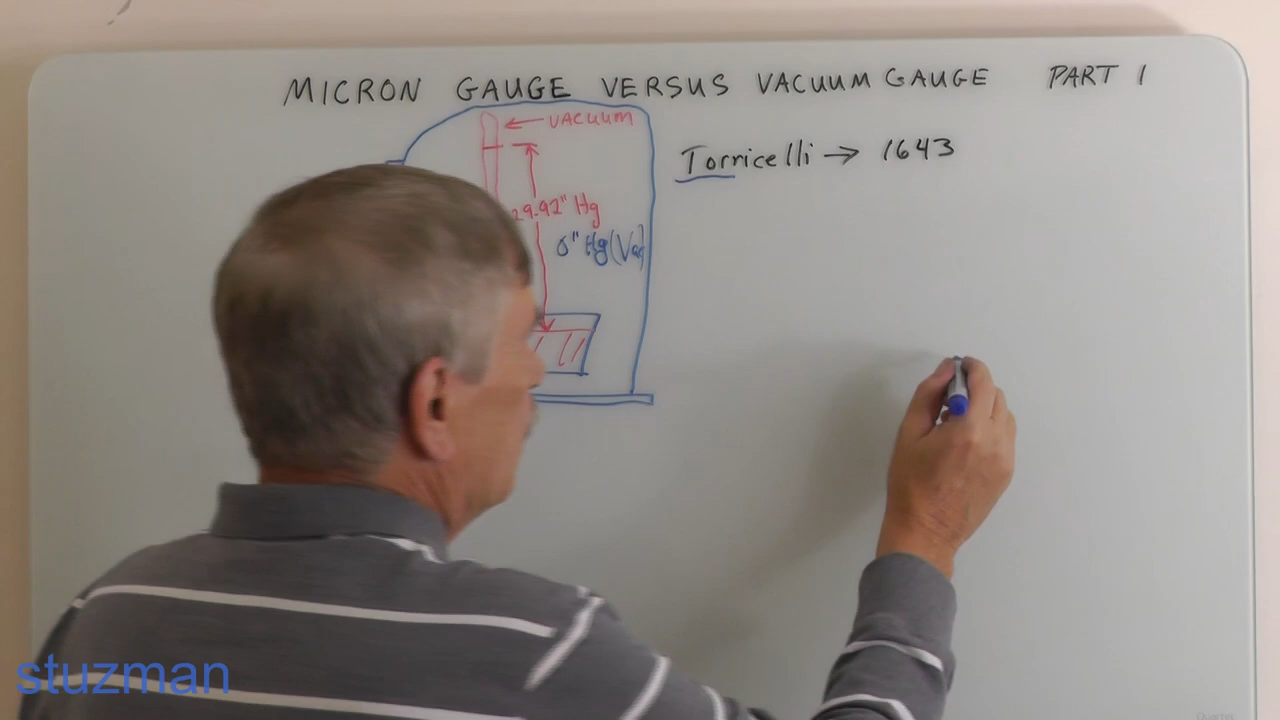 MICRON GAUGE VERSUS VACUUM GAUGE PART 1
VACUUM
Torricelli → 1643
29.92" Hg
0" Hg (Vac)
stuzman